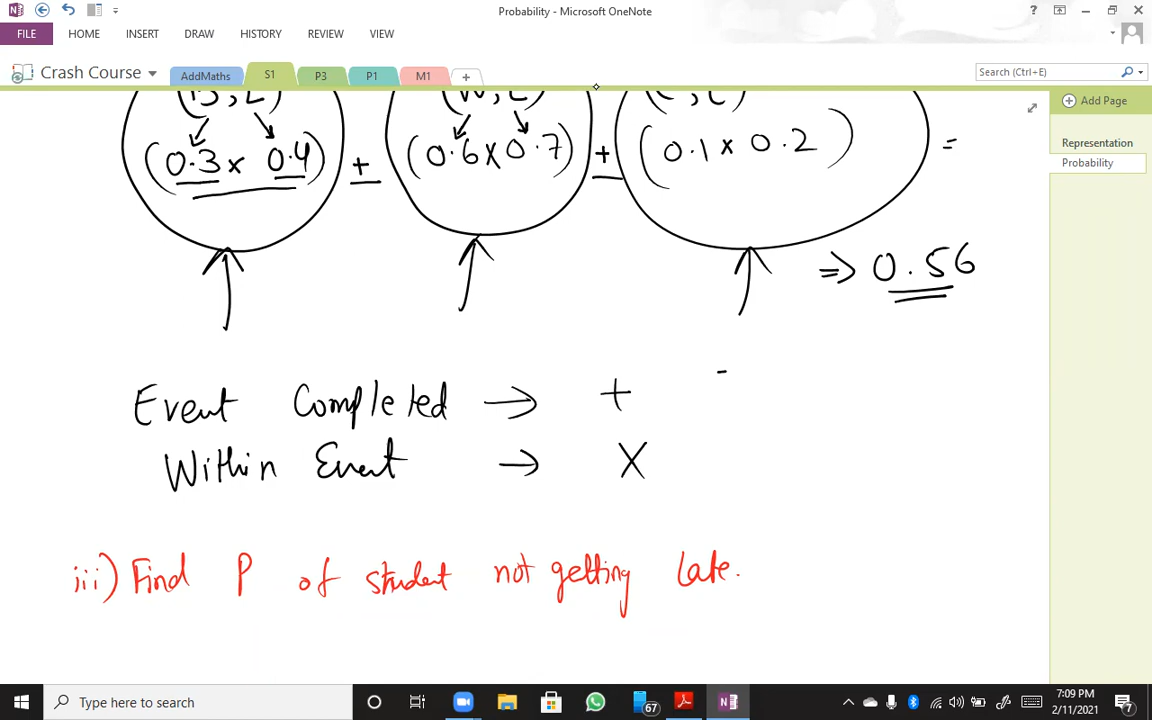 Probability - Microsoft OneNote
FILE HOME INSERT DRAW HISTORY REVIEW VIEW
Crash Course AddMaths S1 P3 P1 M1 + Search (Ctrl+E)
Add Page
Representation
Probability
(B, L) (W, L) (C, L)
(0.3 x 0.4) + (0.6 x 0.7) + (0.1 x 0.2) =
=> 0.56
Event Completed → +
Within Event → X
iii) Find P of student not getting late.
Type here to search
67
7:09 PM
2/11/2021
7